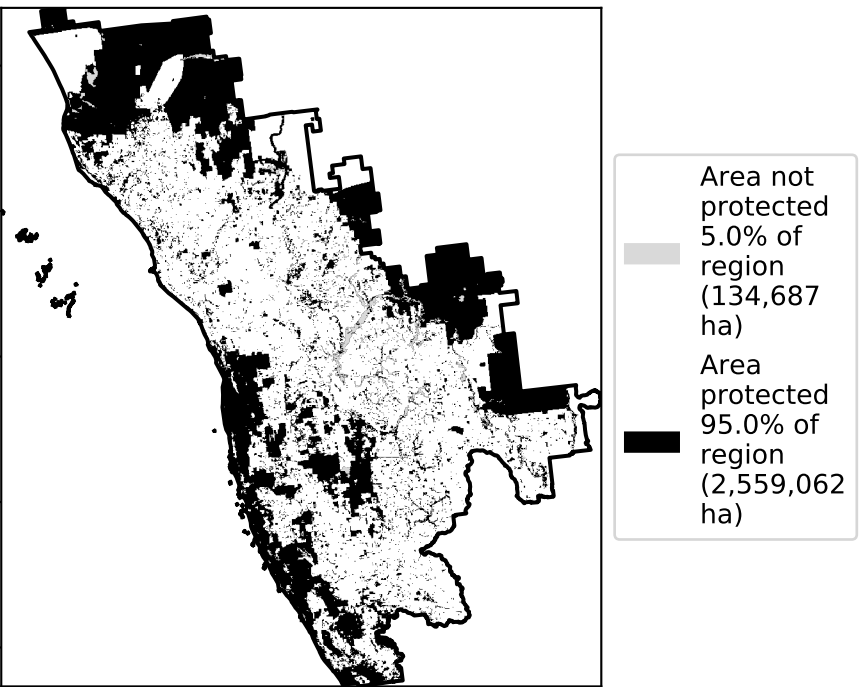 Area not
protected
5.0% of
region
(134,687
ha)
Area
protected
95.0% of
region
(2,559,062
ha)